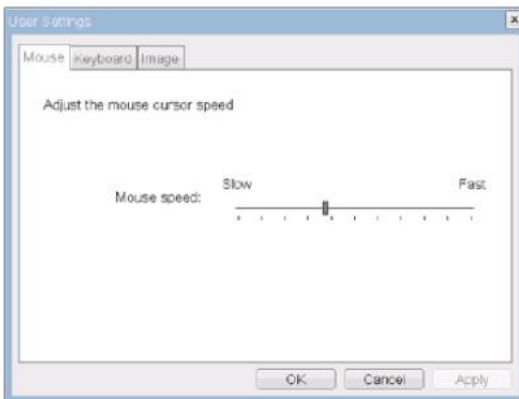 User Settings
Mouse Keyboard Image
Adjust the mouse cursor speed
Slow Fast
Mouse speed:
OK Cancel Apply